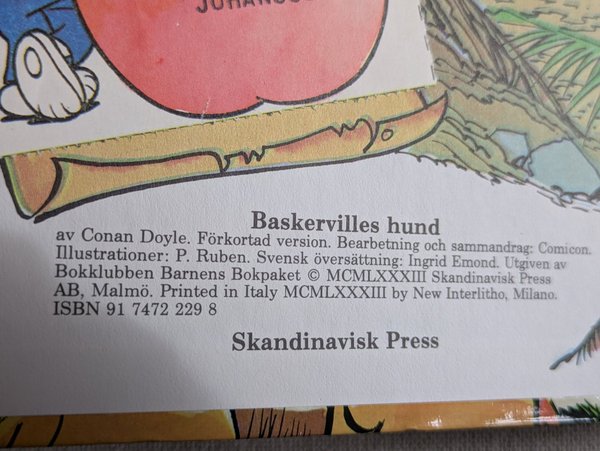 Baskervilles hund
av Conan Doyle. Förkortad version. Bearbetning och sammandrag: Comicon.
Illustrationer: P. Ruben. Svensk översättning: Ingrid Emond. Utgiven av
Bokklubben Barnens Bokpaket © MCMLXXXIII Skandinavisk Press
AB, Malmö. Printed in Italy MCMLXXXIII by New Interlitho, Milano.
ISBN 91 7472 229 8
Skandinavisk Press